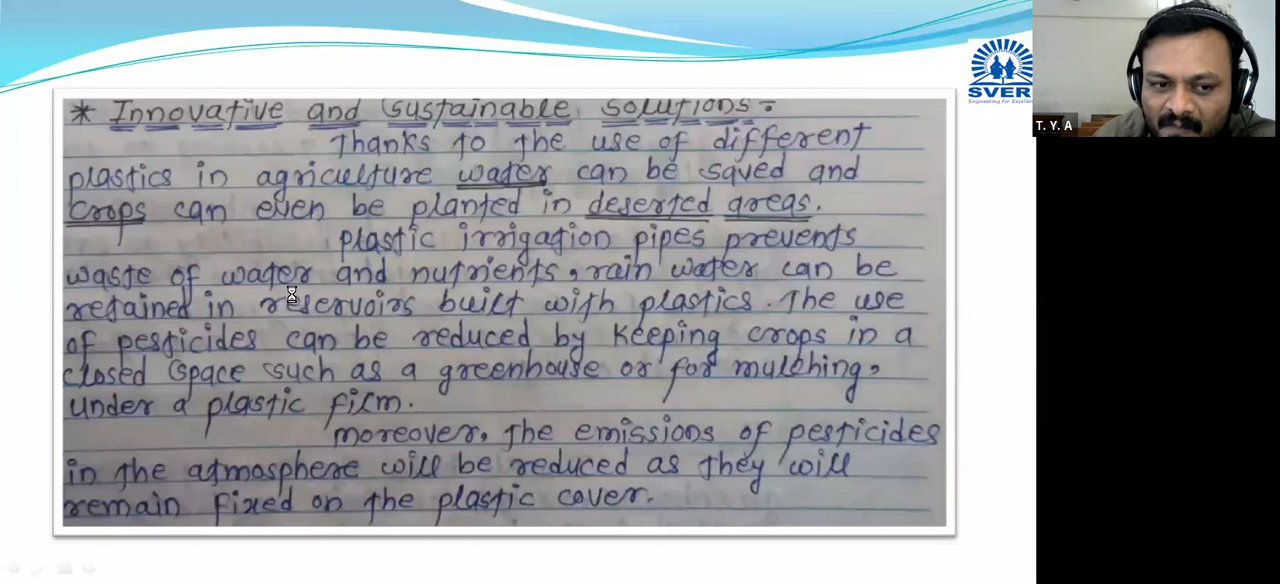 * Innovative and sustainable solutions:
Thanks to the use of different
plastics in agriculture water can be saved and
crops can even be planted in deserted areas.
plastic irrigation pipes prevents
waste of water and nutrients, rain water can be
retained in reservoirs built with plastics. The use
of pesticides can be reduced by keeping crops in a
closed space such as a greenhouse or for mulching,
under a plastic film.
moreover, the emissions of pesticides
in the atmosphere will be reduced as they will
remain fixed on the plastic cover.
SVER
Engineering for Excellen
T. Y. A